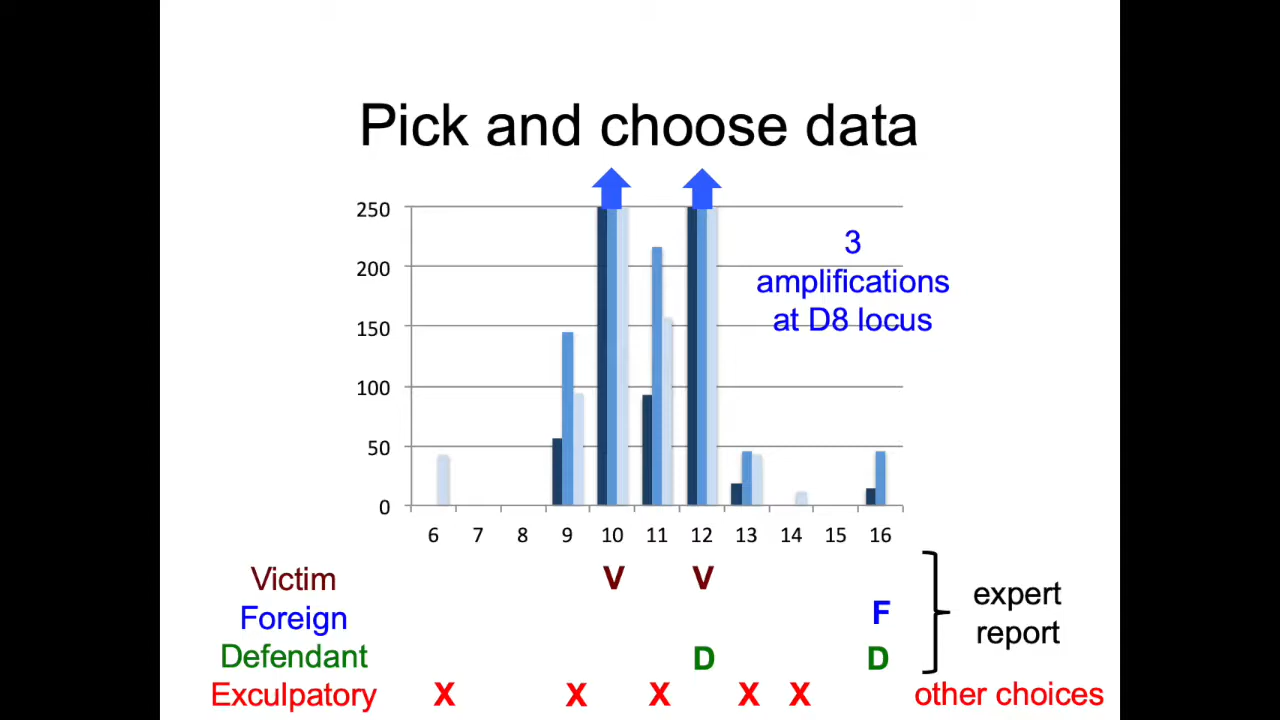 Pick and choose data
250
200
150
100
50
0
3
amplifications
at D8 locus
6 7 8 9 10 11 12 13 14 15 16
Victim V V
Foreign F
Defendant D D
Exculpatory X X X X X
expert
report
other choices